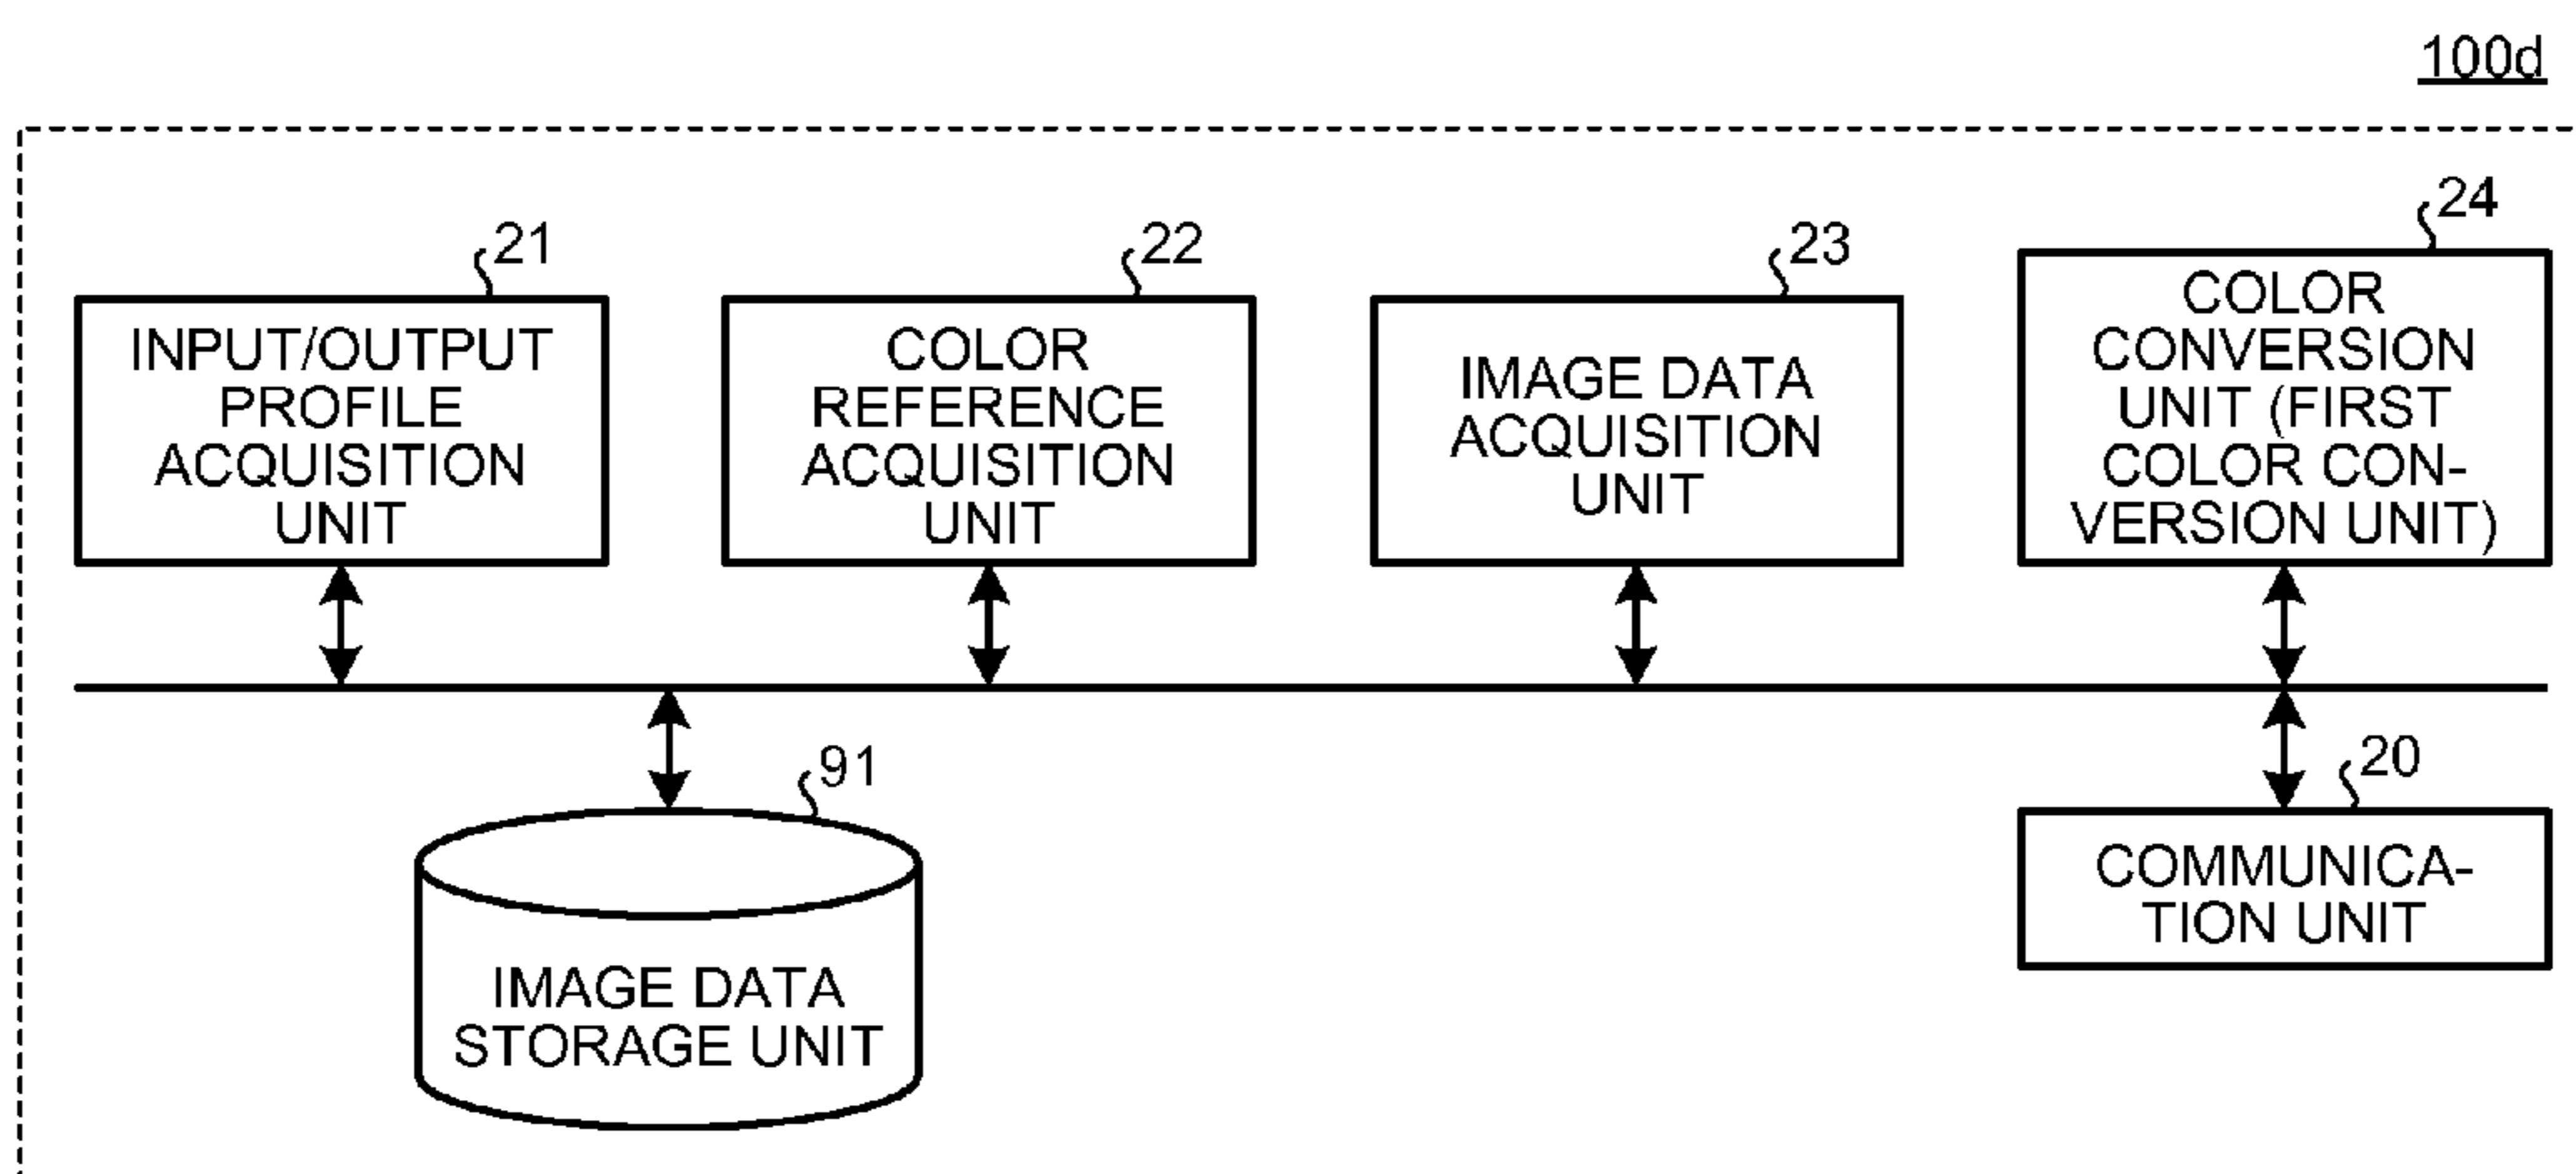 100d
21
INPUT/OUTPUT
PROFILE
ACQUISITION
UNIT
22
COLOR
REFERENCE
ACQUISITION
UNIT
23
IMAGE DATA
ACQUISITION
UNIT
24
COLOR
CONVERSION
UNIT (FIRST
COLOR CON-
VERSION UNIT)
91
IMAGE DATA
STORAGE UNIT
20
COMMUNICA-
TION UNIT